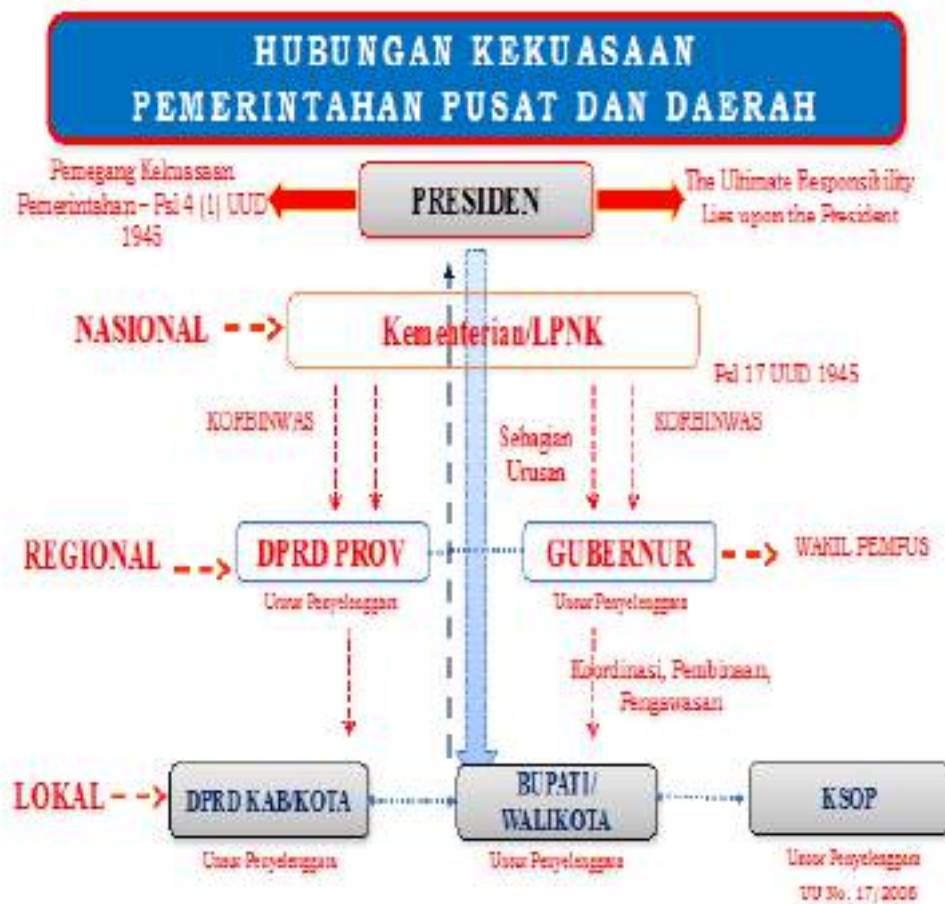 HUBUNGAN KEKUASAAN
PEMERINTAHAN PUSAT DAN DAERAH
Pemegang Kekuasaan
Pemerintahan – Psl 4 (1) UUD
1945
PRESIDEN
The Ultimate Responsibility
Lies upon the President
NASIONAL
Kementerian/LPNK
Psl 17 UUD 1945
KORBINWAS
Sebagian
Urusan
KORBINWAS
REGIONAL
DPRD PROV
GUBERNUR
WAKIL PEMPUS
Unsur Penyelenggara
Unsur Penyelenggara
Koordinasi, Pembinaan,
Pengawasan
LOKAL
DPRD KAB/KOTA
BUPATI/
WALIKOTA
KSOP
Unsur Penyelenggara
Unsur Penyelenggara
Unsur Penyelenggara
UU No. 17/2008